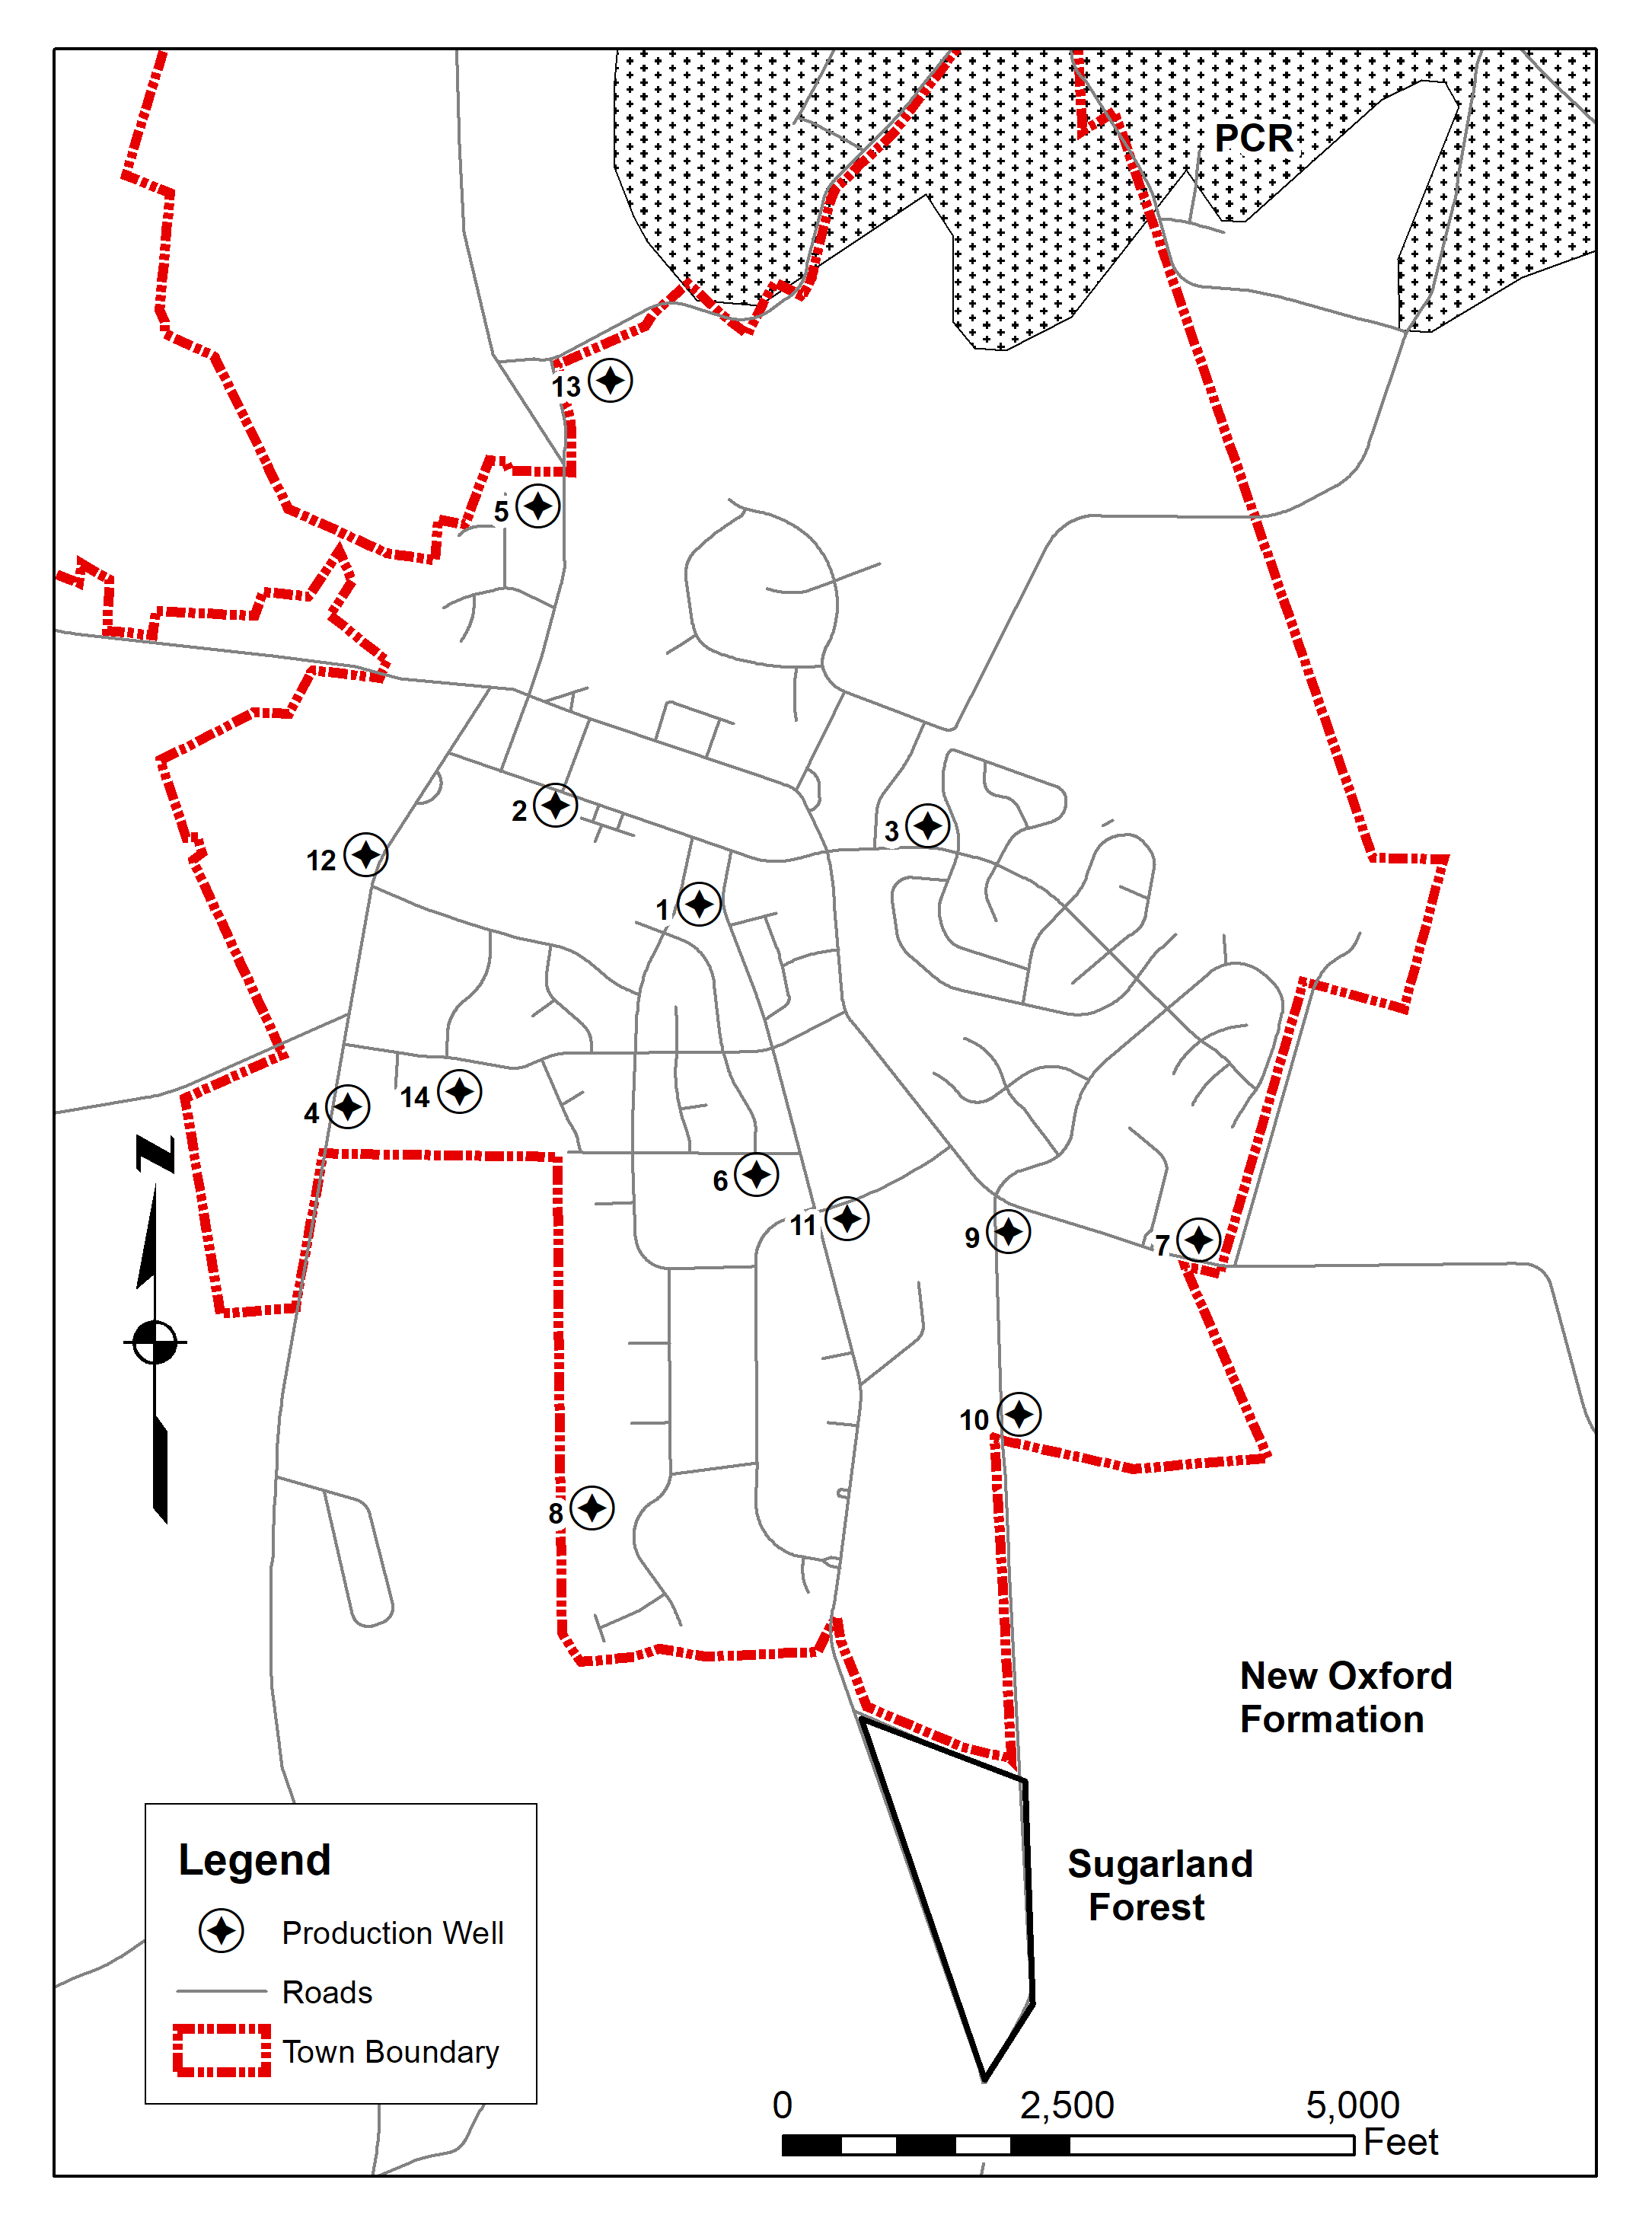 PCR
13
5
2
3
12
1
14
4
6
11
9
7
10
8
New Oxford
Formation
Sugarland
Forest
N
Legend
Production Well
Roads
Town Boundary
0 2,500 5,000
Feet